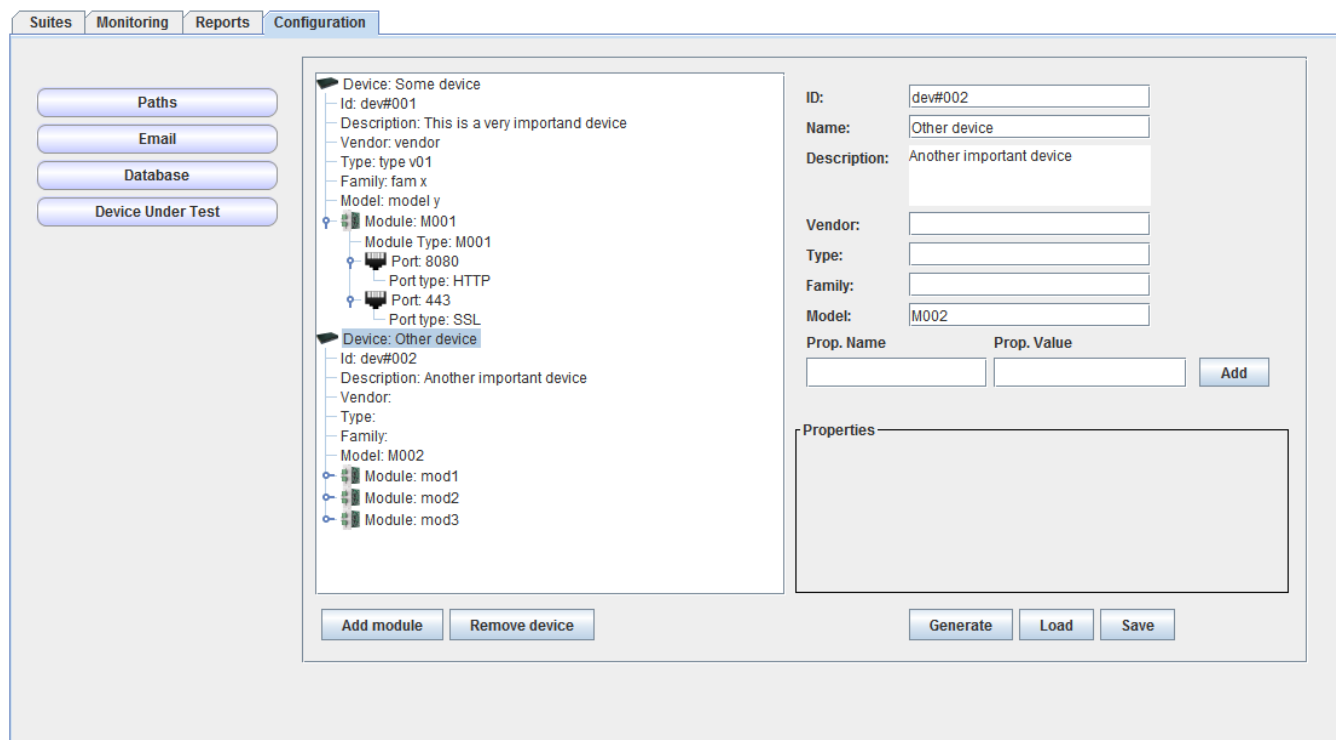 Suites Monitoring Reports Configuration
Paths
Email
Database
Device Under Test
Device: Some device
Id: dev#001
Description: This is a very importand device
Vendor: vendor
Type: type v01
Family: fam x
Model: model y
Module: M001
Module Type: M001
Port: 8080
Port type: HTTP
Port: 443
Port type: SSL
Device: Other device
Id: dev#002
Description: Another important device
Vendor:
Type:
Family:
Model: M002
Module: mod1
Module: mod2
Module: mod3
Add module Remove device
ID: dev#002
Name: Other device
Description: Another important device
Vendor:
Type:
Family:
Model: M002
Prop. Name Prop. Value
Add
Properties
Generate Load Save